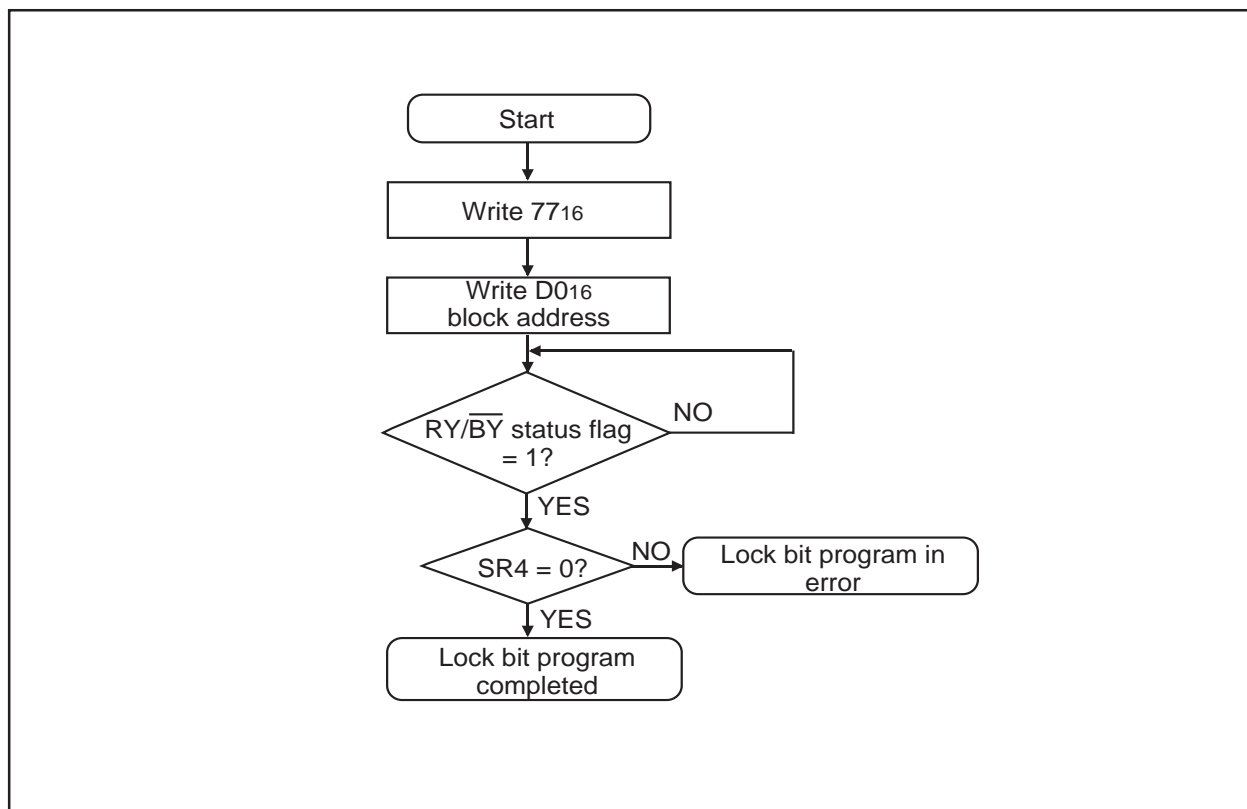 Start
Write 7716
Write D016
block address
NO
RY/BY status flag
= 1?
YES
SR4 = 0?
NO
Lock bit program in
error
YES
Lock bit program
completed